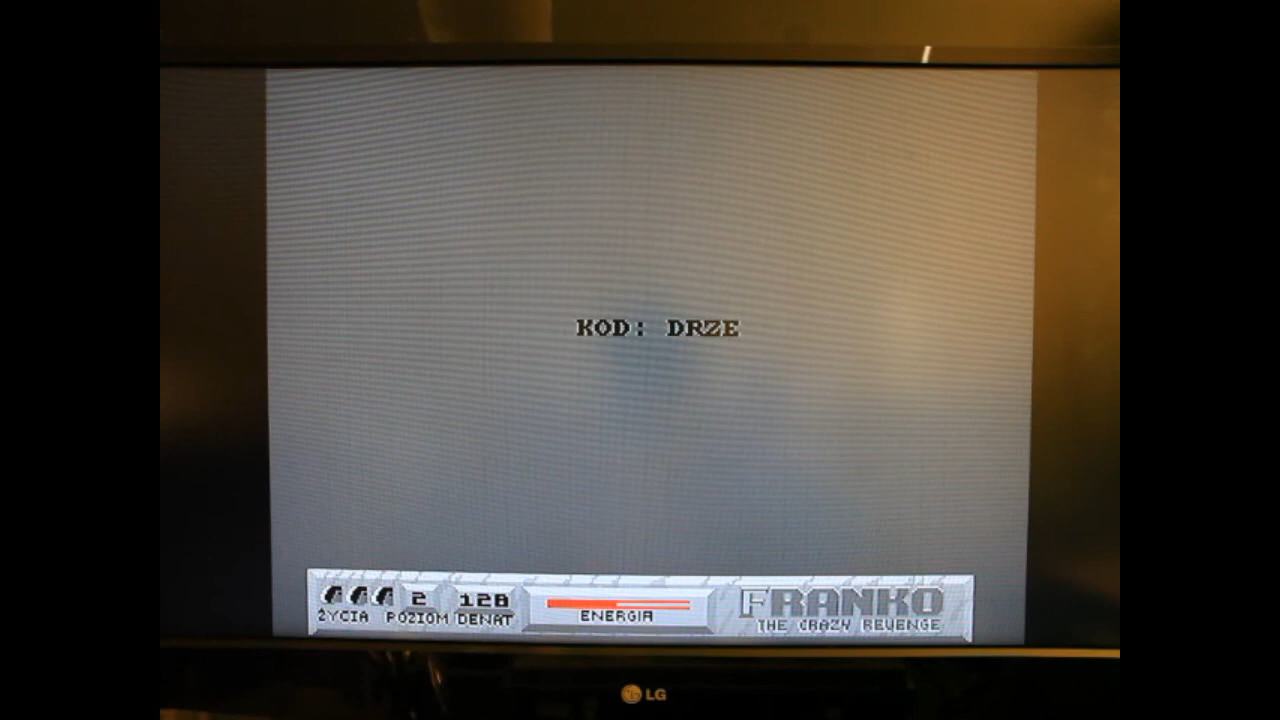 KOD: DRZE
2 128
ŻYCIA POZIOM DENAT ENERGIA
FRANKO
THE CRAZY REVENGE
LG